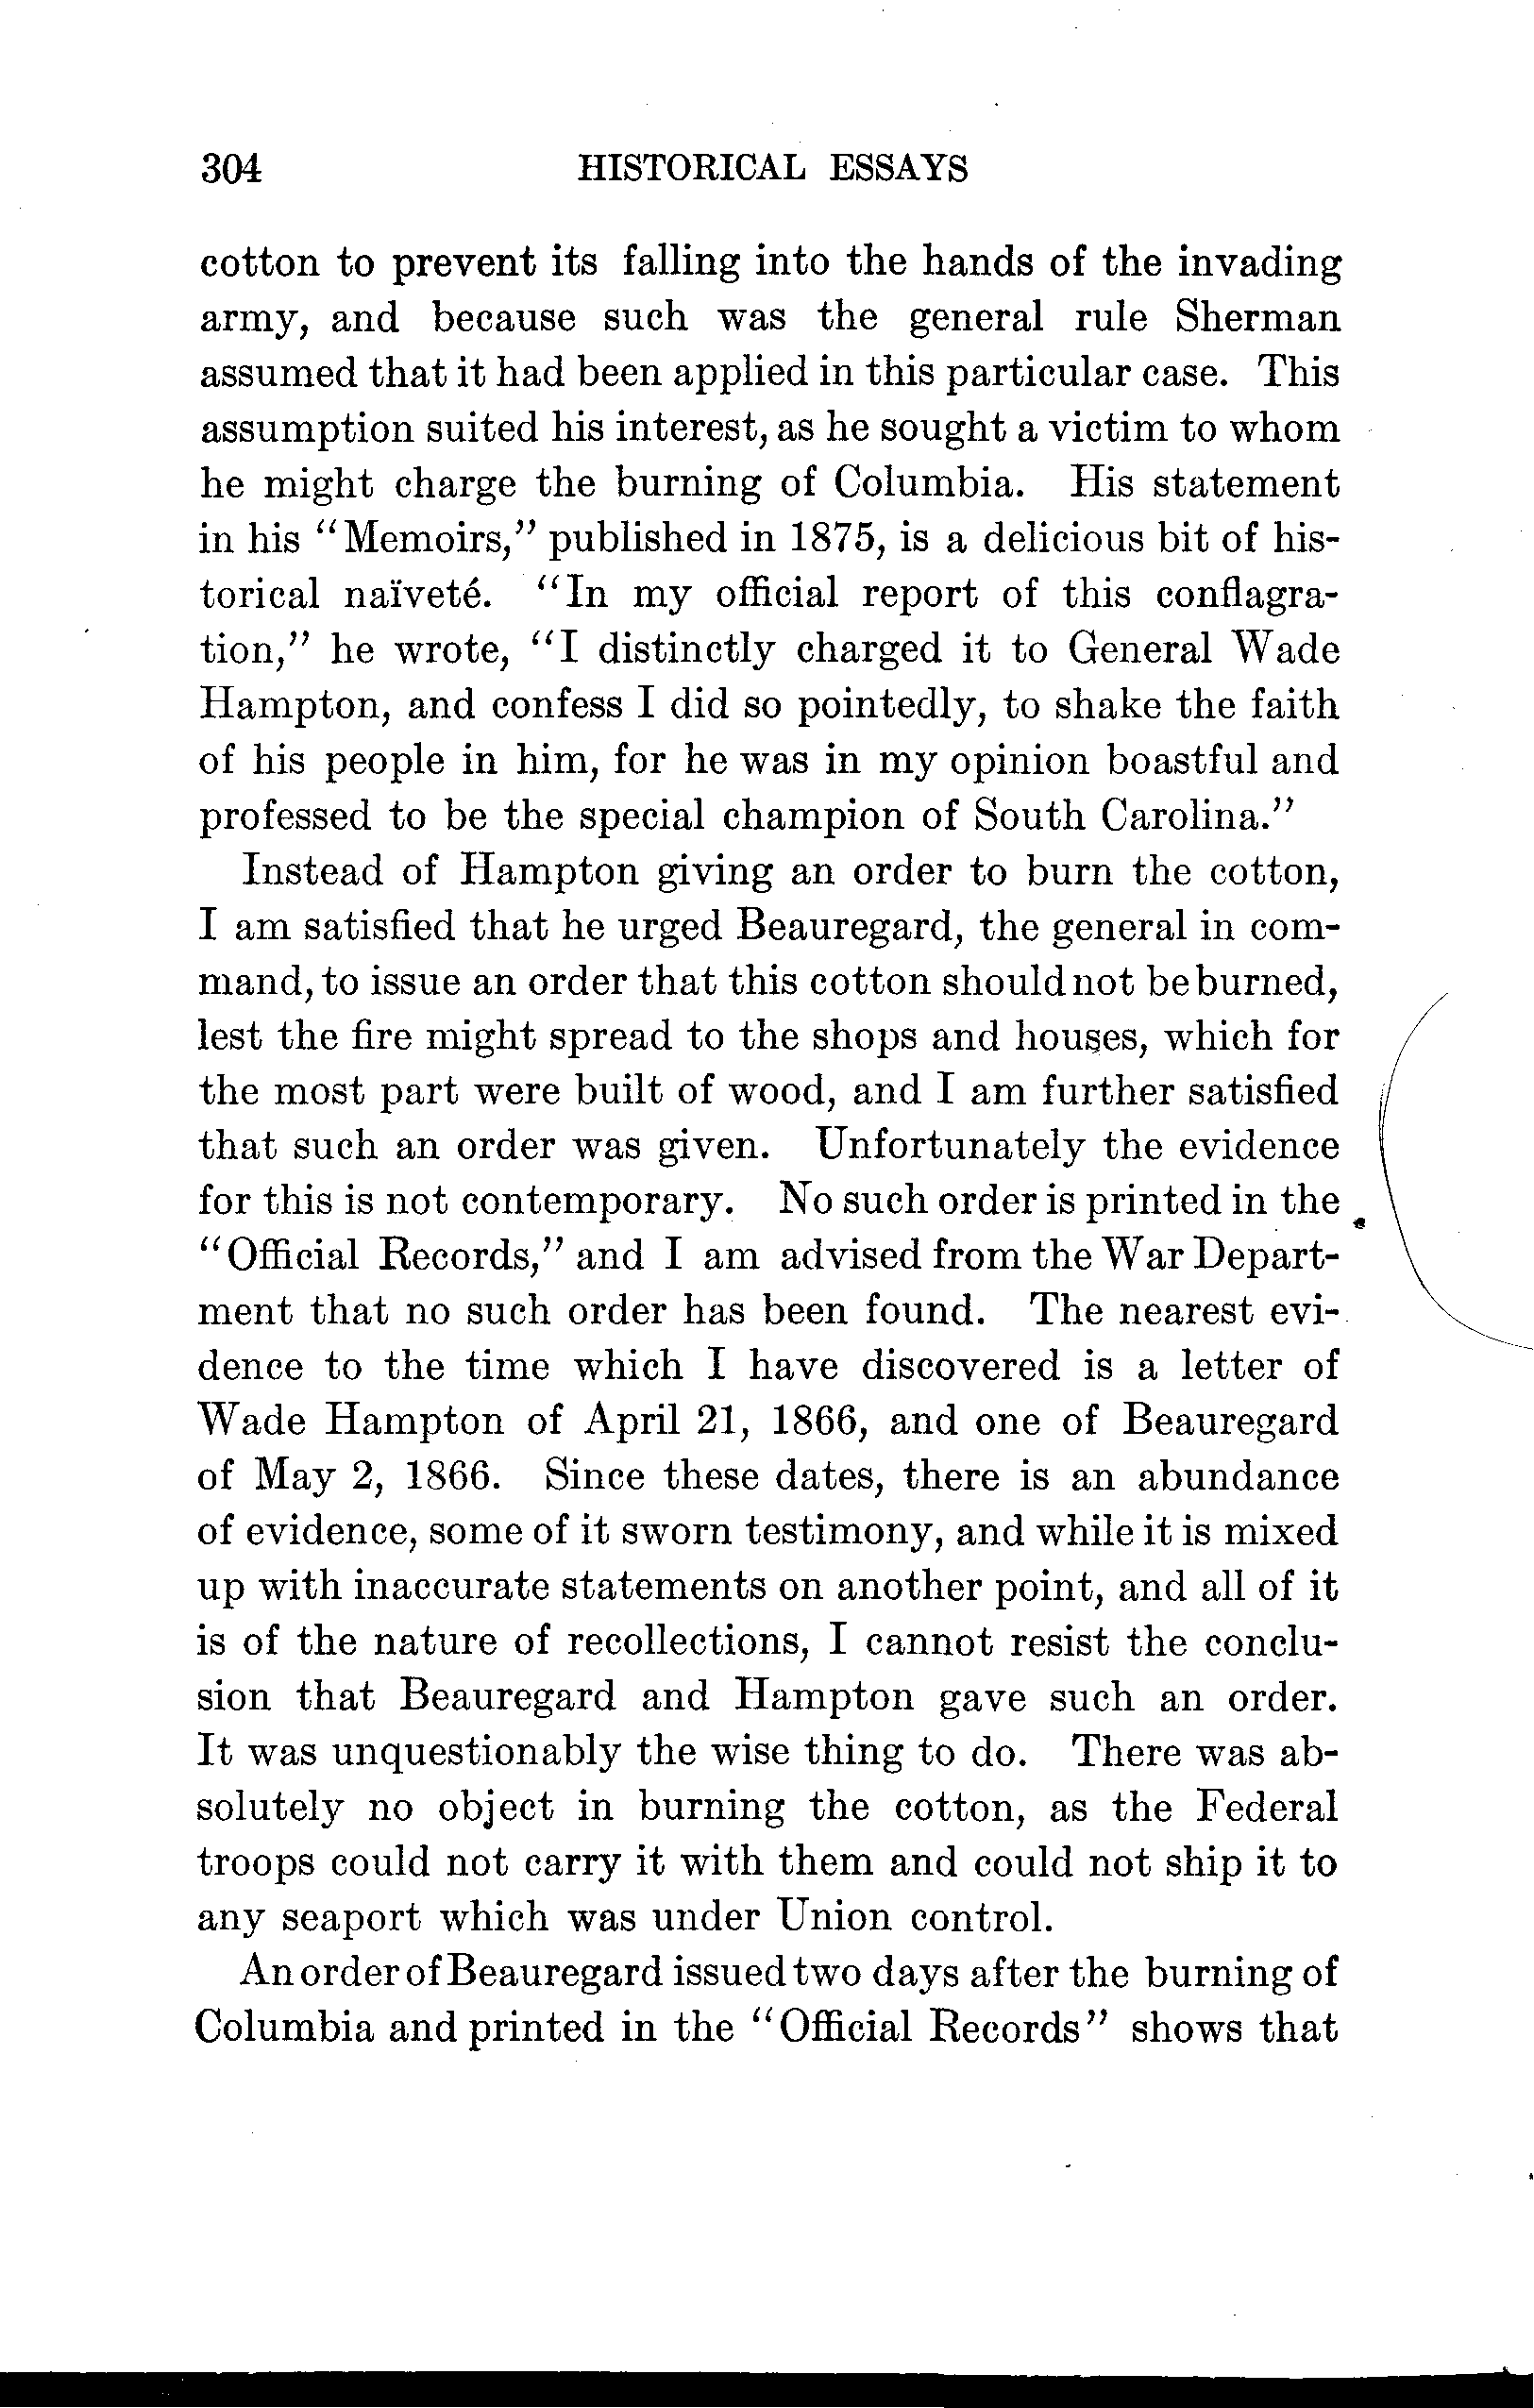 304 HISTORICAL ESSAYS
cotton to prevent its falling into the hands of the invading
army, and because such was the general rule Sherman
assumed that it had been applied in this particular case. This
assumption suited his interest, as he sought a victim to whom
he might charge the burning of Columbia. His statement
in his "Memoirs," published in 1875, is a delicious bit of his-
torical naïveté. "In my official report of this conflagra-
tion," he wrote, "I distinctly charged it to General Wade
Hampton, and confess I did so pointedly, to shake the faith
of his people in him, for he was in my opinion boastful and
professed to be the special champion of South Carolina."
Instead of Hampton giving an order to burn the cotton,
I am satisfied that he urged Beauregard, the general in com-
mand, to issue an order that this cotton should not be burned,
lest the fire might spread to the shops and houses, which for
the most part were built of wood, and I am further satisfied
that such an order was given. Unfortunately the evidence
for this is not contemporary. No such order is printed in the
"Official Records," and I am advised from the War Depart-
ment that no such order has been found. The nearest evi-
dence to the time which I have discovered is a letter of
Wade Hampton of April 21, 1866, and one of Beauregard
of May 2, 1866. Since these dates, there is an abundance
of evidence, some of it sworn testimony, and while it is mixed
up with inaccurate statements on another point, and all of it
is of the nature of recollections, I cannot resist the conclu-
sion that Beauregard and Hampton gave such an order.
It was unquestionably the wise thing to do. There was ab-
solutely no object in burning the cotton, as the Federal
troops could not carry it with them and could not ship it to
any seaport which was under Union control.
An order of Beauregard issued two days after the burning of
Columbia and printed in the "Official Records" shows that